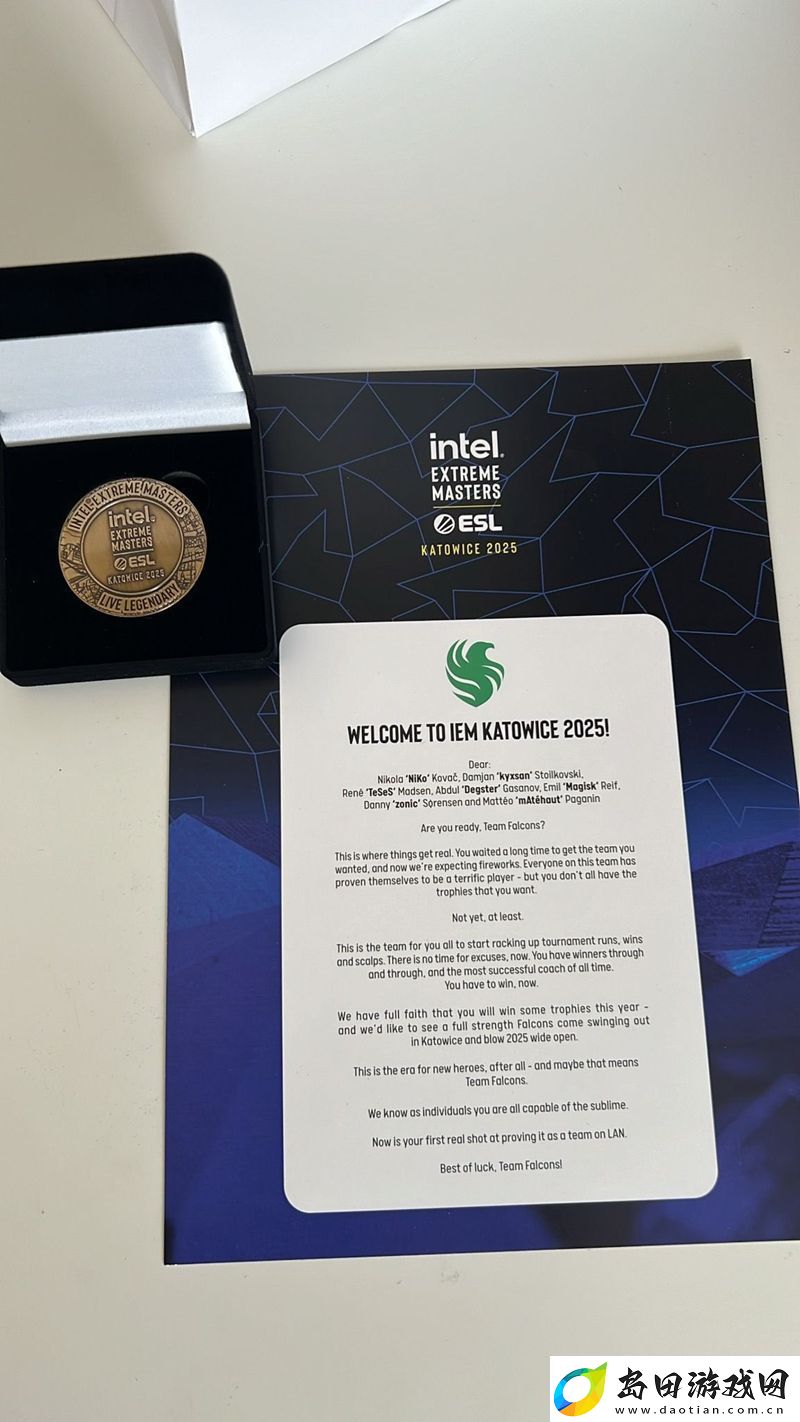 INTEL EXTREME MASTERS
intel.
EXTREME
MASTERS
ESL
KATOWICE 2025
LIVE LEGENDARY
intel.
EXTREME
MASTERS
ESL
KATOWICE 2025
WELCOME TO IEM KATOWICE 2025!
Dear:
Nikola 'NiKo' Kovač, Damjan 'kyxsan' Stoilkovski,
René 'TeSeS' Madsen, Abdul 'Degster' Gasanov, Emil 'Magisk' Reif,
Danny 'zonic' Sørensen and Mattéo 'mAtéhaut' Paganin
Are you ready, Team Falcons?
This is where things get real. You waited a long time to get the team you
wanted, and now we're expecting fireworks. Everyone on this team has
proven themselves to be a terrific player - but you don't all have the
trophies that you want.
Not yet, at least.
This is the team for you all to start racking up tournament runs, wins
and scalps. There is no time for excuses, now. You have winners through
and through, and the most successful coach of all time.
You have to win, now.
We have full faith that you will win some trophies this year -
and we'd like to see a full strength Falcons come swinging out
in Katowice and blow 2025 wide open.
This is the era for new heroes, after all - and maybe that means
Team Falcons.
We know as individuals you are all capable of the sublime.
Now is your first real shot at proving it as a team on LAN.
Best of luck, Team Falcons!
岛田游戏网
www.daotian.com.cn